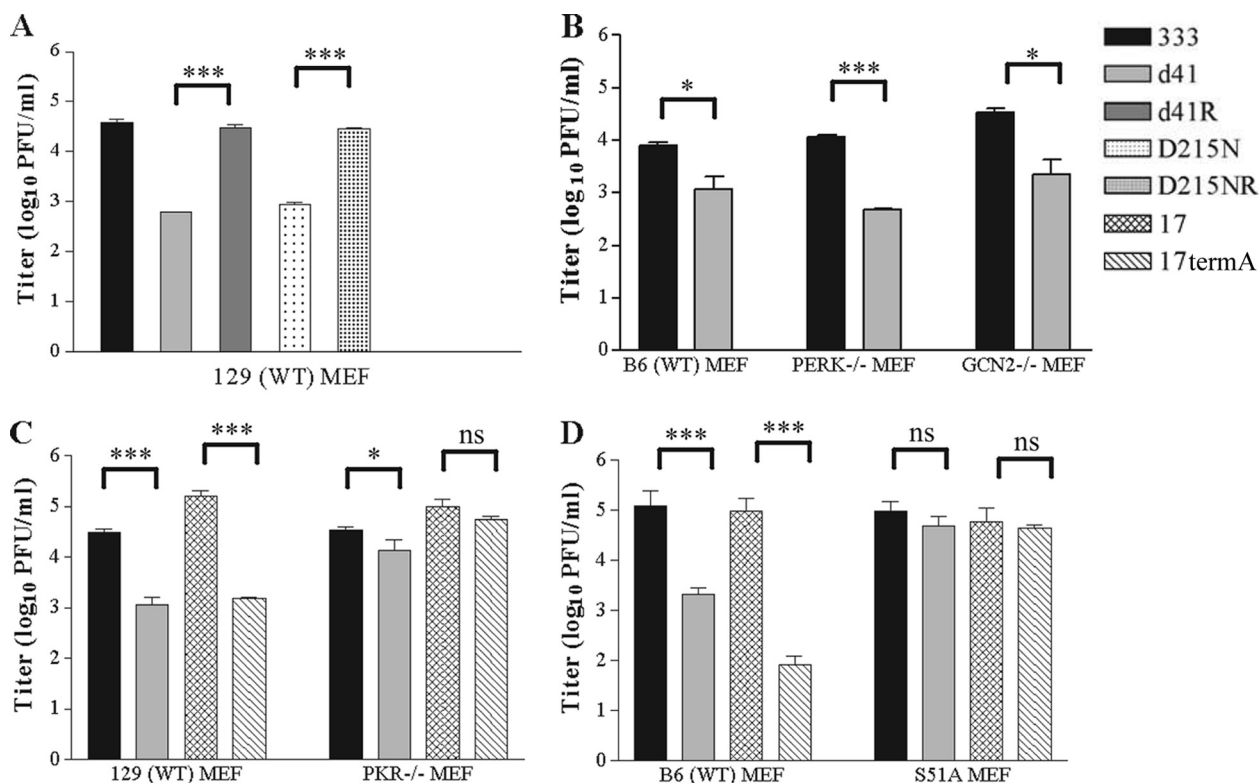 A
Titer (log10 PFU/ml)
6
5
4
3
2
1
0
***
***
129 (WT) MEF
B
Titer (log10 PFU/ml)
6
5
4
3
2
1
0
*
***
*
B6 (WT) MEF PERK-/- MEF GCN2-/- MEF
333
d41
d41R
D215N
D215NR
17
17termA
C
Titer (log10 PFU/ml)
6
5
4
3
2
1
0
***
***
*
ns
129 (WT) MEF PKR-/- MEF
D
Titer (log10 PFU/ml)
6
5
4
3
2
1
0
***
***
ns
ns
B6 (WT) MEF S51A MEF